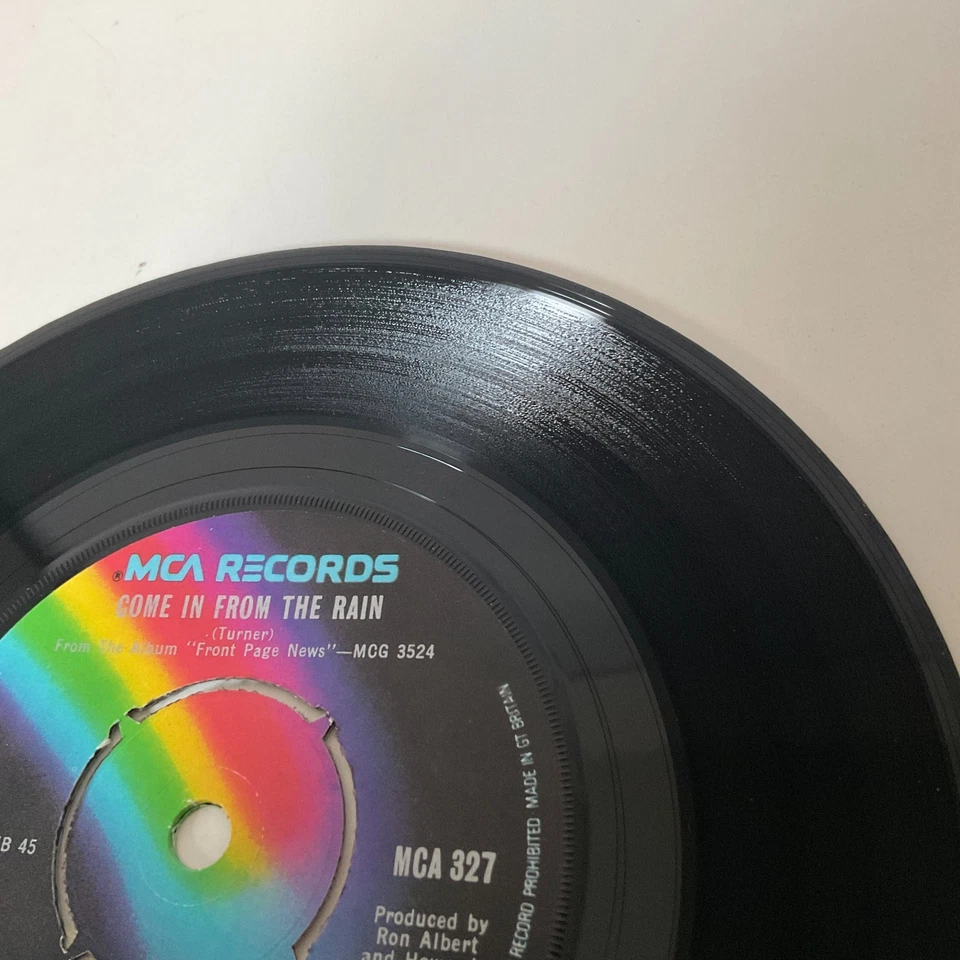 ® MCA RECORDS
COME IN FROM THE RAIN
(Turner)
From The Album "Front Page News"—MCG 3524
B 45
MCA 327
Produced by
Ron Albert
and
RECORD PROHIBITED MADE IN GT BRITAIN